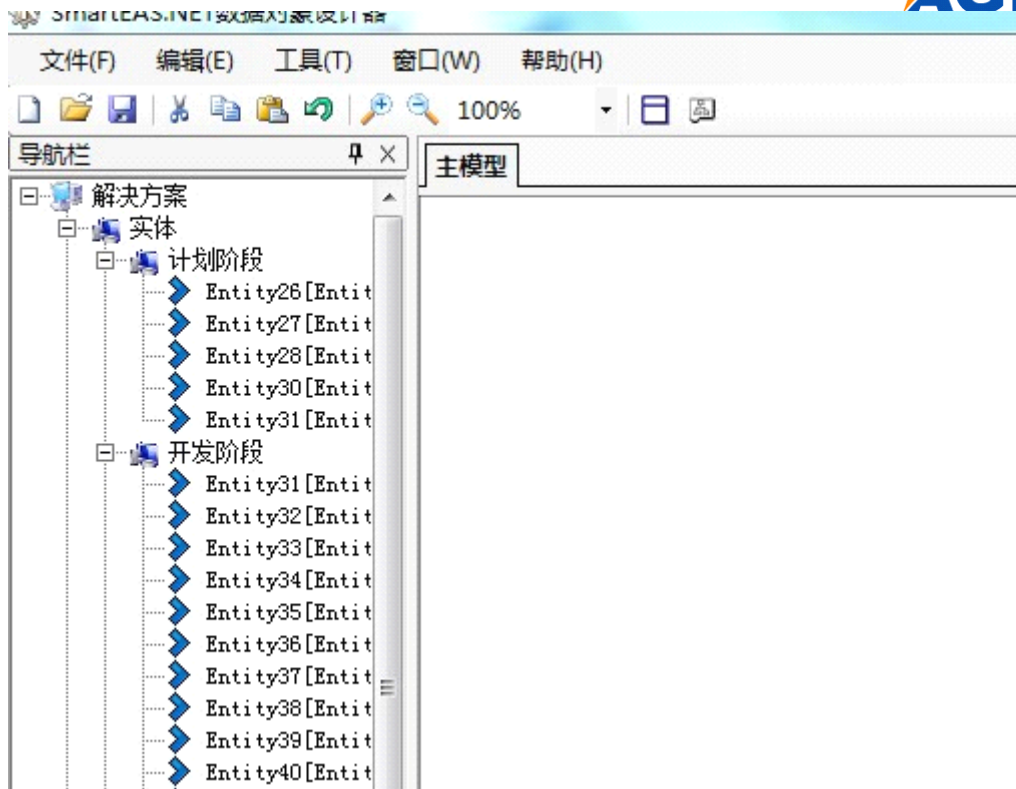 SmartEAS.NET数据对象设计器
文件(F) 编辑(E) 工具(T) 窗口(W) 帮助(H)
100%
导航栏
主模型
解决方案
实体
计划阶段
Entity26[Entit
Entity27[Entit
Entity28[Entit
Entity30[Entit
Entity31[Entit
开发阶段
Entity31[Entit
Entity32[Entit
Entity33[Entit
Entity34[Entit
Entity35[Entit
Entity36[Entit
Entity37[Entit
Entity38[Entit
Entity39[Entit
Entity40[Entit